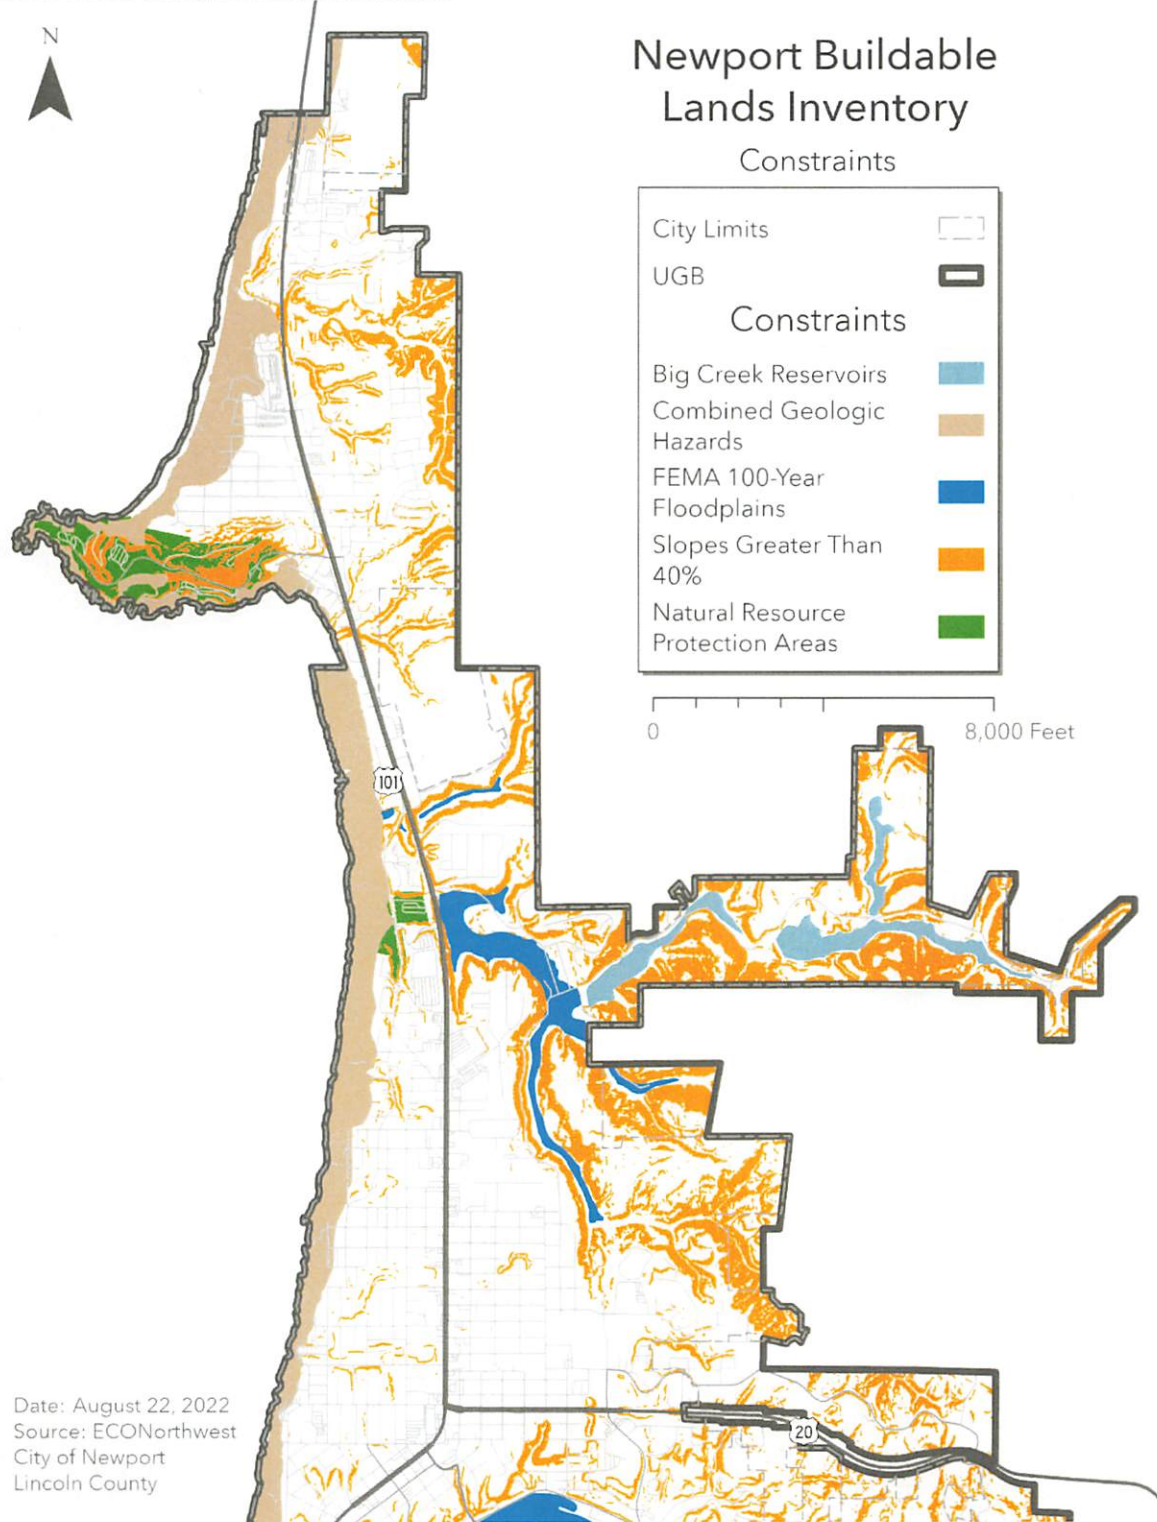 N
Newport Buildable
Lands Inventory
Constraints
City Limits
UGB
Constraints
Big Creek Reservoirs
Combined Geologic
Hazards
FEMA 100-Year
Floodplains
Slopes Greater Than
40%
Natural Resource
Protection Areas
0 8,000 Feet
101
20
Date: August 22, 2022
Source: ECONorthwest
City of Newport
Lincoln County